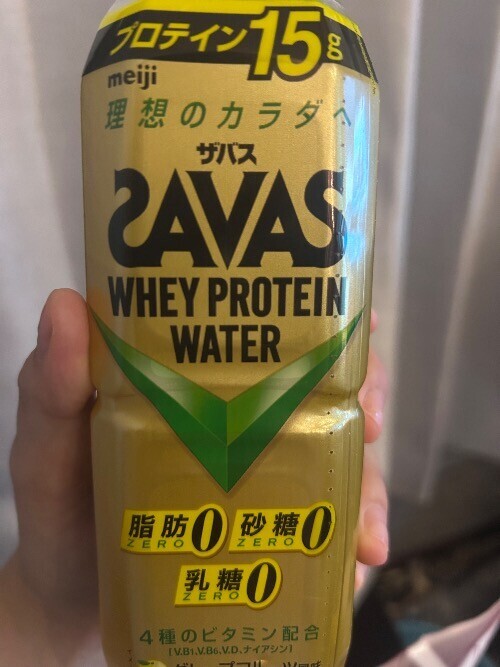 プロテイン15g
meiji
理想のカラダへ
ザバス
SAVAS
WHEY PROTEIN
WATER
脂肪0 砂糖0
ZERO ZERO
乳糖0
ZERO
4種のビタミン配合
[V.B1,V.B6,V.D,ナイアシン]